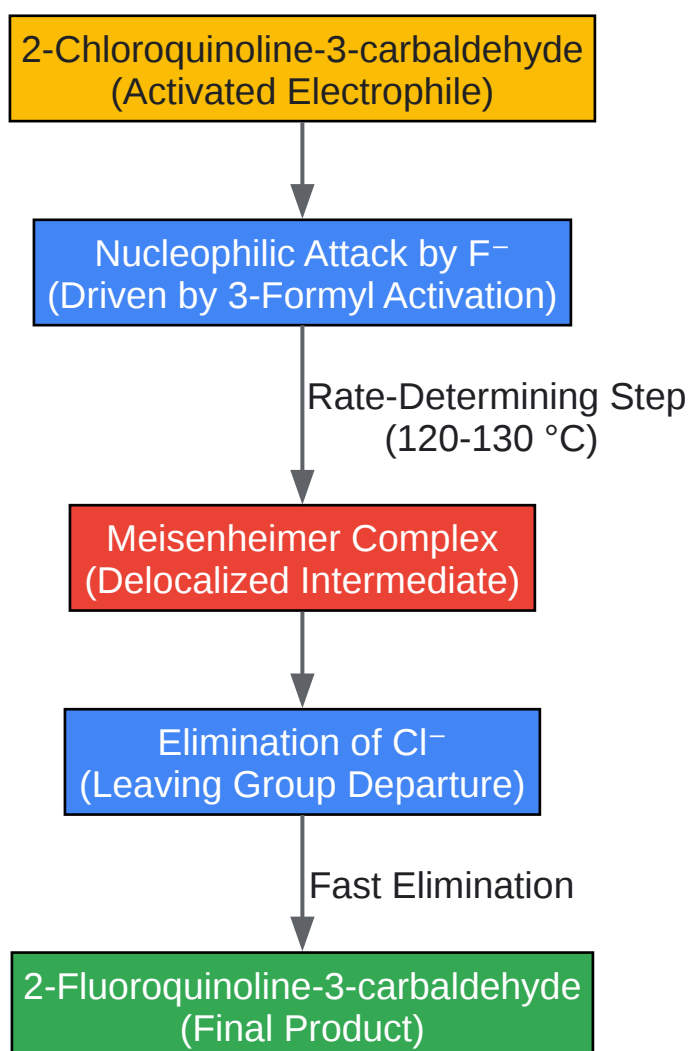 2-Chloroquinoline-3-carbaldehyde
(Activated Electrophile)
Nucleophilic Attack by F⁻
(Driven by 3-Formyl Activation)
Rate-Determining Step
(120-130 °C)
Meisenheimer Complex
(Delocalized Intermediate)
Elimination of Cl⁻
(Leaving Group Departure)
Fast Elimination
2-Fluoroquinoline-3-carbaldehyde
(Final Product)